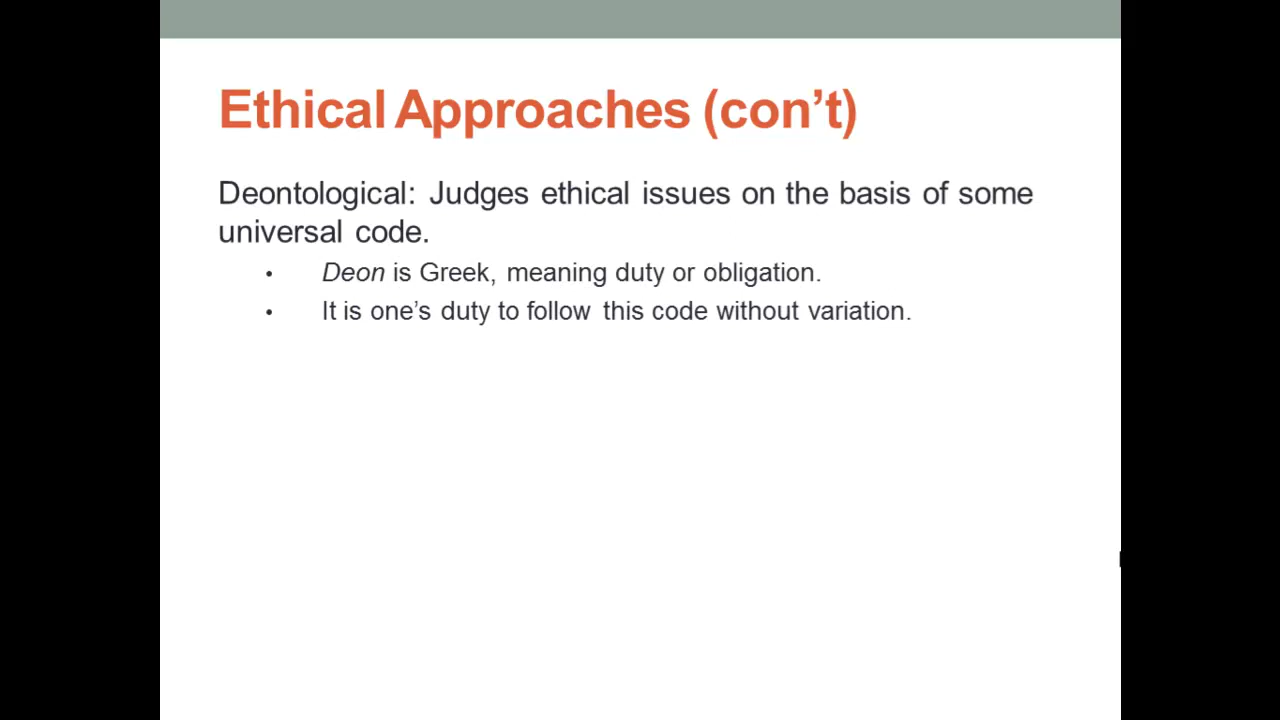 Ethical Approaches (con’t)
Deontological: Judges ethical issues on the basis of some
universal code.
• Deon is Greek, meaning duty or obligation.
• It is one’s duty to follow this code without variation.